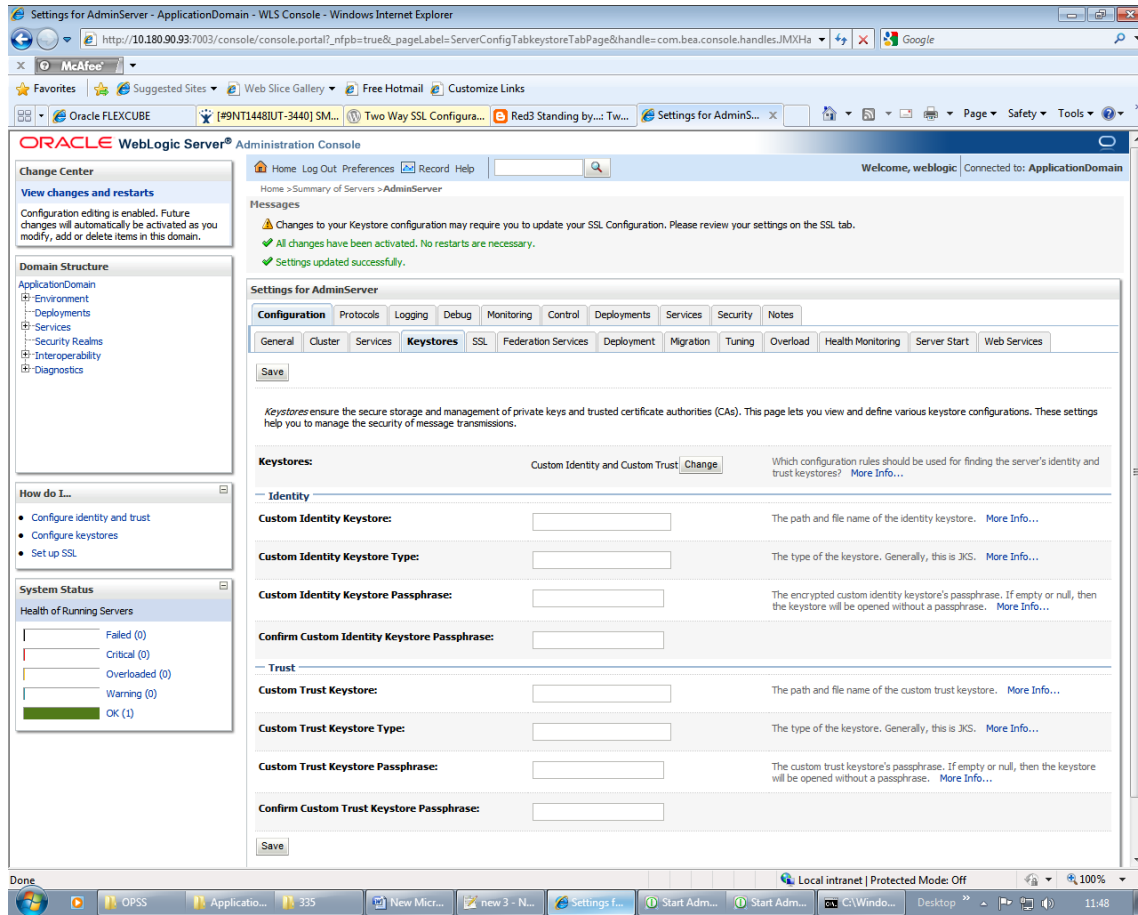 Settings for AdminServer - ApplicationDomain - WLS Console - Windows Internet Explorer
http://10.180.90.93:7003/console/console.portal?_nfpb=true&_pageLabel=ServerConfigTabkeystoreTabPage&handle=com.bea.console.handles.JMXHa
Google
x McAfee
Favorites Suggested Sites Web Slice Gallery Free Hotmail Customize Links
Oracle FLEXCUBE [#9NT1448IUT-3440] SM... Two Way SSL Configura... Red3 Standing by...: Tw... Settings for AdminS... Page Safety Tools
ORACLE WebLogic Server® Administration Console
Change Center
View changes and restarts
Configuration editing is enabled. Future
changes will automatically be activated as you
modify, add or delete items in this domain.
Domain Structure
ApplicationDomain
Environment
Deployments
Services
Security Realms
Interoperability
Diagnostics
How do I...
Configure identity and trust
Configure keystores
Set up SSL
System Status
Health of Running Servers
Failed (0)
Critical (0)
Overloaded (0)
Warning (0)
OK (1)
Home Log Out Preferences Record Help
Welcome, weblogic Connected to: ApplicationDomain
Home >Summary of Servers >AdminServer
Messages
Changes to your Keystore configuration may require you to update your SSL Configuration. Please review your settings on the SSL tab.
All changes have been activated. No restarts are necessary.
Settings updated successfully.
Settings for AdminServer
Configuration Protocols Logging Debug Monitoring Control Deployments Services Security Notes
General Cluster Services Keystores SSL Federation Services Deployment Migration Tuning Overload Health Monitoring Server Start Web Services
Save
Keystores ensure the secure storage and management of private keys and trusted certificate authorities (CAs). This page lets you view and define various keystore configurations. These settings
help you to manage the security of message transmissions.
Keystores: Custom Identity and Custom Trust Change
Which configuration rules should be used for finding the server's identity and
trust keystores? More Info...
Identity
Custom Identity Keystore: The path and file name of the identity keystore. More Info...
Custom Identity Keystore Type: The type of the keystore. Generally, this is JKS. More Info...
Custom Identity Keystore Passphrase: The encrypted custom identity keystore's passphrase. If empty or null, then
the keystore will be opened without a passphrase. More Info...
Confirm Custom Identity Keystore Passphrase:
Trust
Custom Trust Keystore: The path and file name of the custom trust keystore. More Info...
Custom Trust Keystore Type: The type of the keystore. Generally, this is JKS. More Info...
Custom Trust Keystore Passphrase: The custom trust keystore's passphrase. If empty or null, then the keystore
will be opened without a passphrase. More Info...
Confirm Custom Trust Keystore Passphrase:
Save
Done Local intranet | Protected Mode: Off 100%
OPSS Applicatio... 335 New Micr... new 3 - N... Settings f... Start Adm... Start Adm... C:\Windo... Desktop 11:48